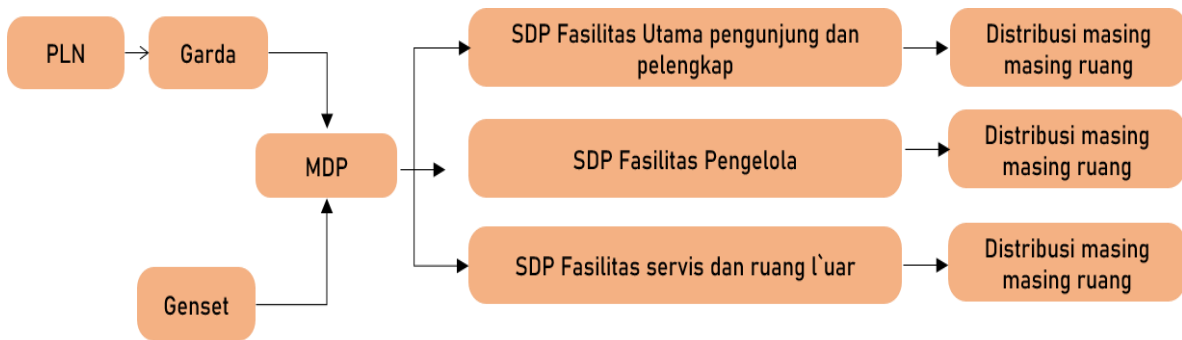 PLN
Garda
SDP Fasilitas Utama pengunjung dan
pelengkap
Distribusi masing
masing ruang
MDP
SDP Fasilitas Pengelola
Distribusi masing
masing ruang
Genset
SDP Fasilitas servis dan ruang l`uar
Distribusi masing
masing ruang